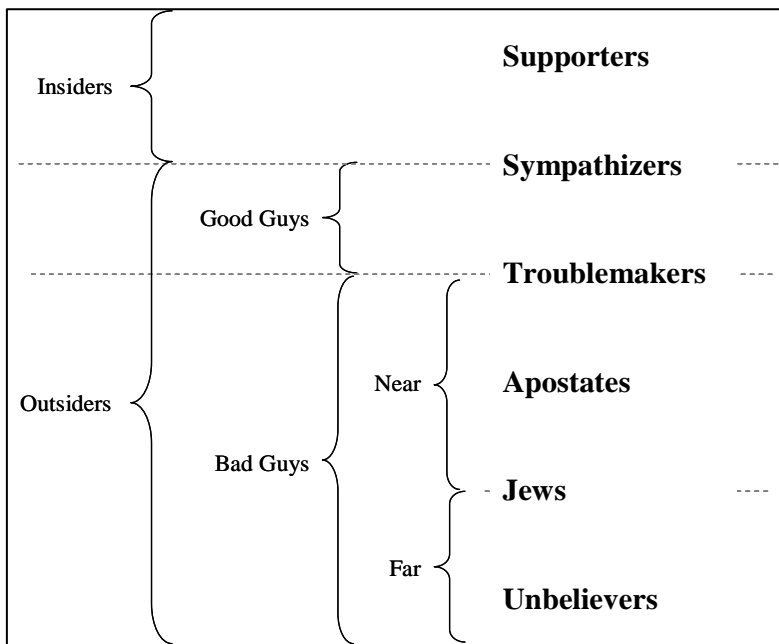 Supporters
Insiders
Sympathizers
Good Guys
Troublemakers
Near
Apostates
Outsiders
Bad Guys
Jews
Far
Unbelievers